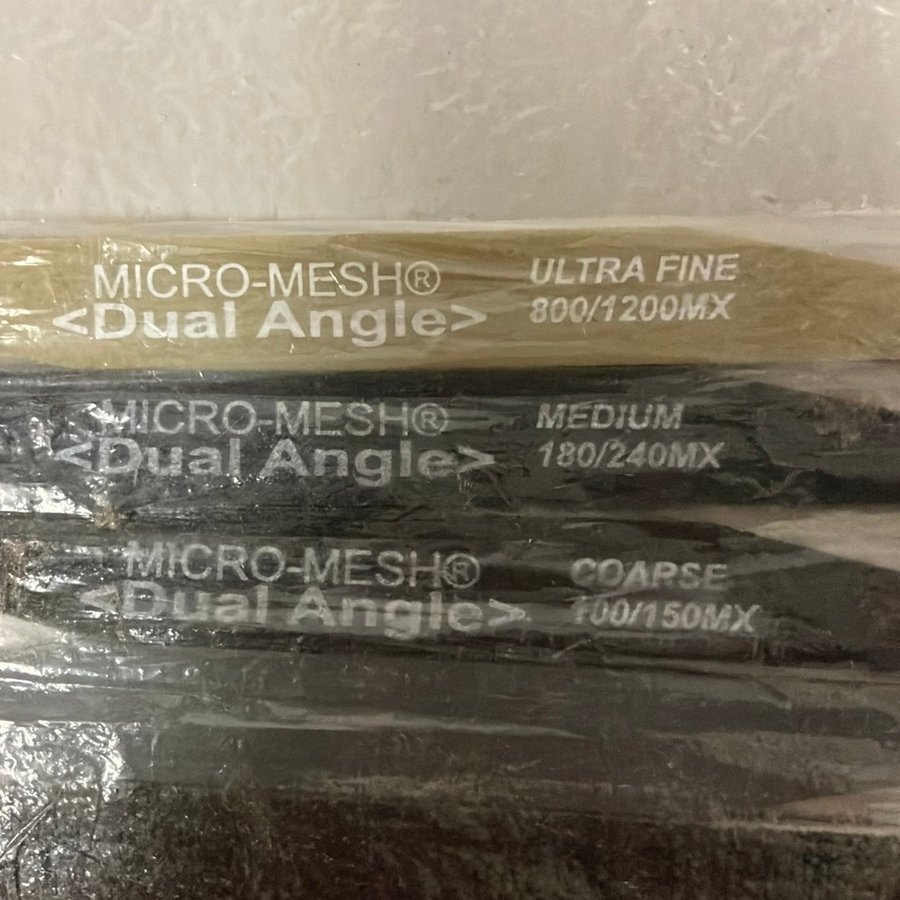 MICRO-MESH®
<Dual Angle>
ULTRA FINE
800/1200MX
MICRO-MESH®
<Dual Angle>
MEDIUM
180/240MX
MICRO-MESH®
<Dual Angle>
COARSE
100/150MX